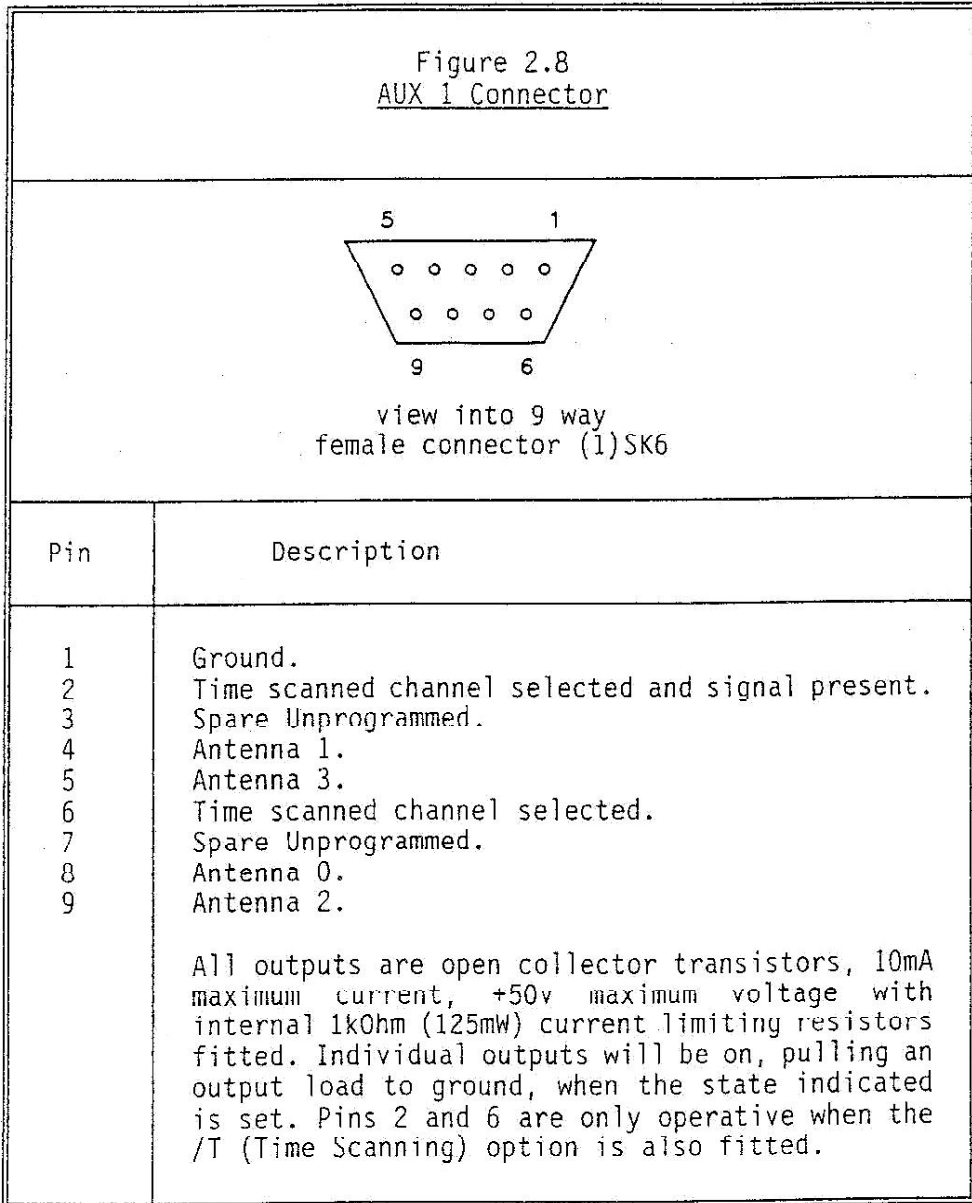 Figure 2.8
AUX 1 Connector
5 1
9 6
view into 9 way
female connector (1)SK6
Pin Description
1 Ground.
2 Time scanned channel selected and signal present.
3 Spare Unprogrammed.
4 Antenna 1.
5 Antenna 3.
6 Time scanned channel selected.
7 Spare Unprogrammed.
8 Antenna 0.
9 Antenna 2.
All outputs are open collector transistors, 10mA
maximum current, +50v maximum voltage with
internal 1kOhm (125mW) current limiting resistors
fitted. Individual outputs will be on, pulling an
output load to ground, when the state indicated
is set. Pins 2 and 6 are only operative when the
/T (Time Scanning) option is also fitted.